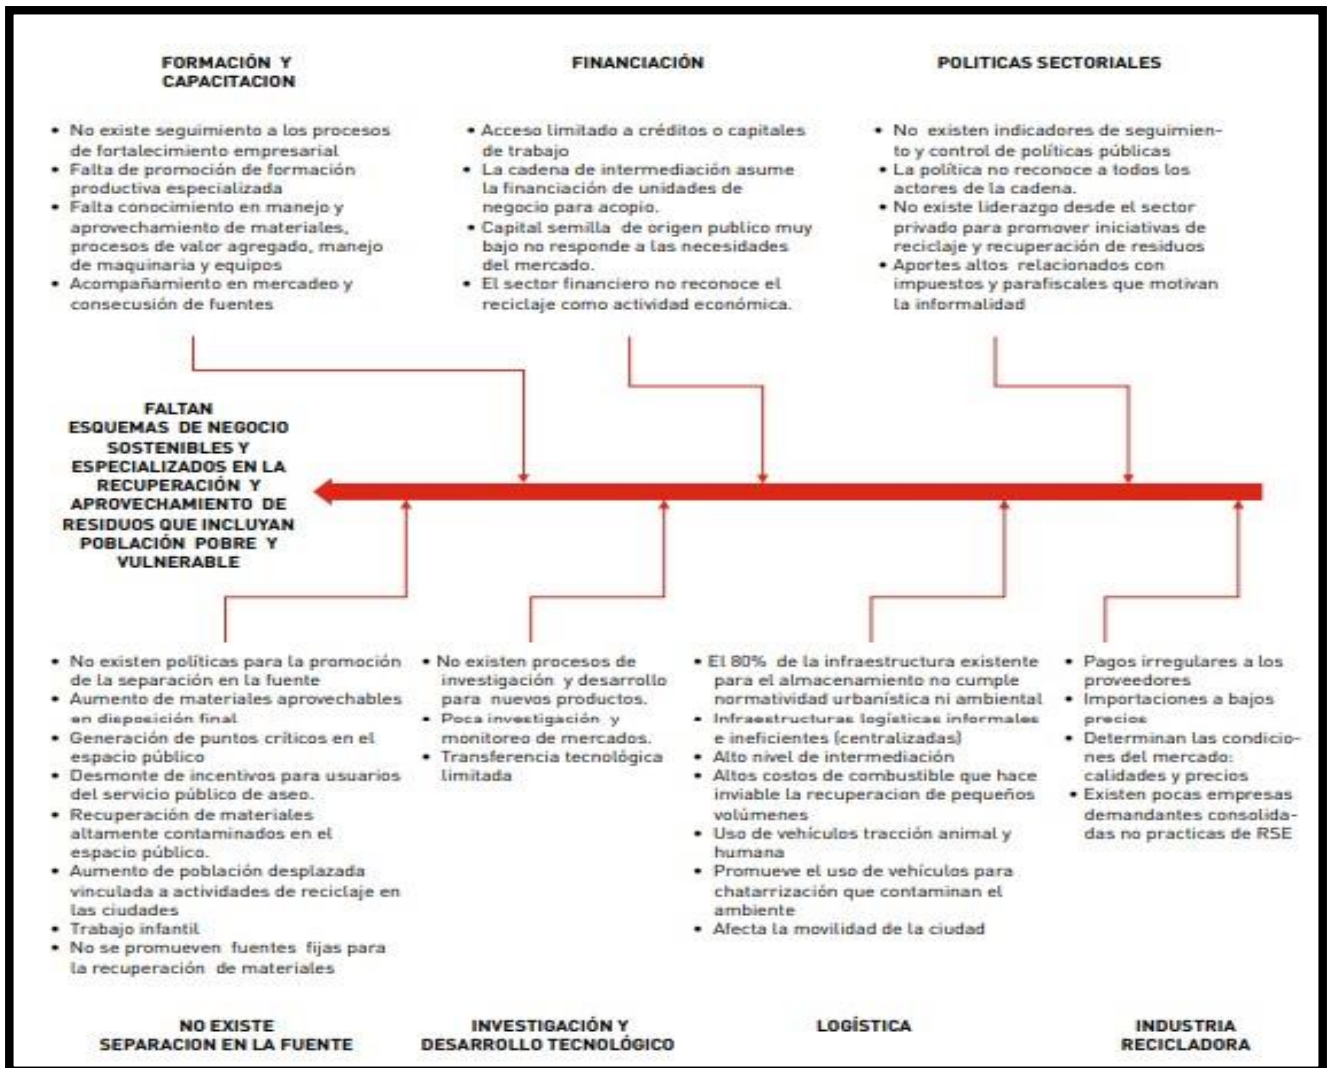 FORMACIÓN Y
CAPACITACION
• No existe seguimiento a los procesos
de fortalecimiento empresarial
• Falta de promoción de formación
productiva especializada
• Falta conocimiento en manejo y
aprovechamiento de materiales,
procesos de valor agregado, manejo
de maquinaria y equipos
• Acompañamiento en mercadeo y
consecusión de fuentes
FINANCIACIÓN
• Acceso limitado a créditos o capitales
de trabajo
• La cadena de intermediación asume
la financiación de unidades de
negocio para acopio.
• Capital semilla de origen publico muy
bajo no responde a las necesidades
del mercado.
• El sector financiero no reconoce el
reciclaje como actividad económica.
POLITICAS SECTORIALES
• No existen indicadores de seguimien-
to y control de políticas públicas
• La política no reconoce a todos los
actores de la cadena.
• No existe liderazgo desde el sector
privado para promover iniciativas de
reciclaje y recuperación de residuos
• Aportes altos relacionados con
impuestos y parafiscales que motivan
la informalidad
FALTAN
ESQUEMAS DE NEGOCIO
SOSTENIBLES Y
ESPECIALIZADOS EN LA
RECUPERACIÓN Y
APROVECHAMIENTO DE
RESIDUOS QUE INCLUYAN
POBLACIÓN POBRE Y
VULNERABLE
• No existen políticas para la promoción
de la separación en la fuente
• Aumento de materiales aprovechables
en disposición final
• Generación de puntos críticos en el
espacio público
• Desmonte de incentivos para usuarios
del servicio público de aseo.
• Recuperación de materiales
altamente contaminados en el
espacio público.
• Aumento de población desplazada
vinculada a actividades de reciclaje en
las ciudades
• Trabajo infantil
• No se promueven fuentes fijas para
la recuperación de materiales
NO EXISTE
SEPARACION EN LA FUENTE
• No existen procesos de
investigación y desarrollo
para nuevos productos.
• Poca investigación y
monitoreo de mercados.
• Transferencia tecnológica
limitada
INVESTIGACIÓN Y
DESARROLLO TECNOLÓGICO
• El 80% de la infraestructura existente
para el almacenamiento no cumple
normatividad urbanística ni ambiental
• Infraestructuras logísticas informales
e ineficientes (centralizadas)
• Alto nivel de intermediación
• Altos costos de combustible que hace
inviable la recuperacion de pequeños
volúmenes
• Uso de vehículos tracción animal y
humana
• Promueve el uso de vehículos para
chatarrización que contaminan el
ambiente
• Afecta la movilidad de la ciudad
LOGÍSTICA
• Pagos irregulares a los
proveedores
• Importaciones a bajos
precios
• Determinan las condicio-
nes del mercado:
calidades y precios
• Existen pocas empresas
demandantes consolida-
das no practicas de RSE
INDUSTRIA
RECICLADORA